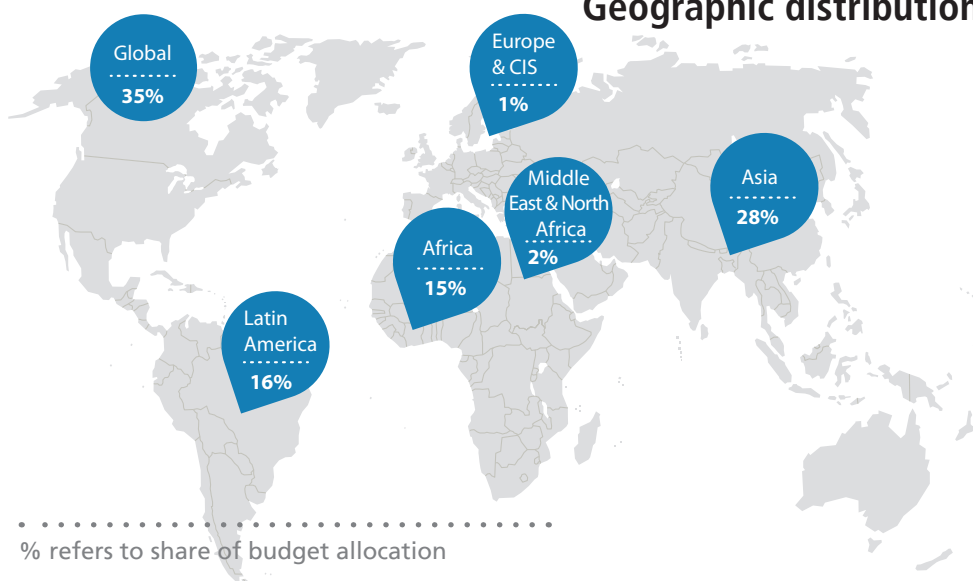 Geographic distribution
Global
35%
Europe
& CIS
1%
Middle
East & North
Africa
2%
Asia
28%
Africa
15%
Latin
America
16%
% refers to share of budget allocation